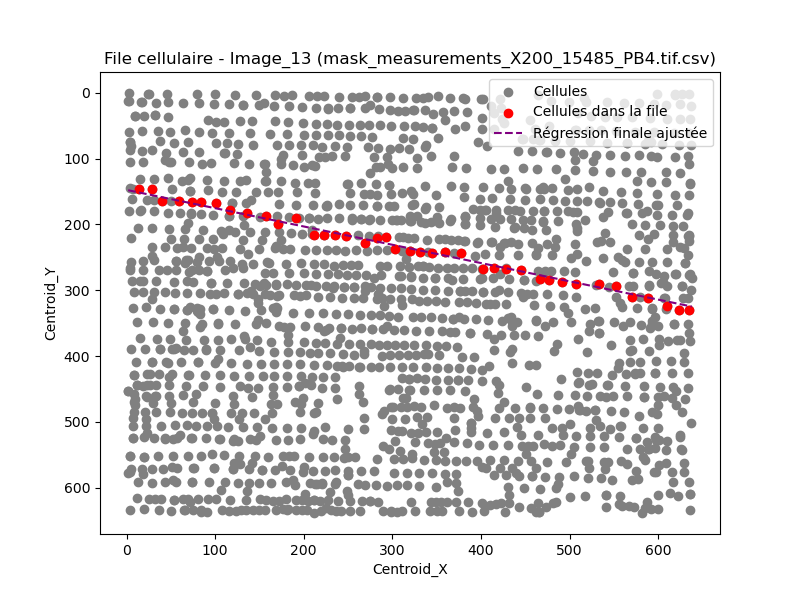 File cellulaire - Image_13 (mask_measurements_X200_15485_PB4.tif.csv)
Cellules
Cellules dans la file
Régression finale ajustée
0
100
200
300
400
500
600
Centroid_Y
0 100 200 300 400 500 600
Centroid_X